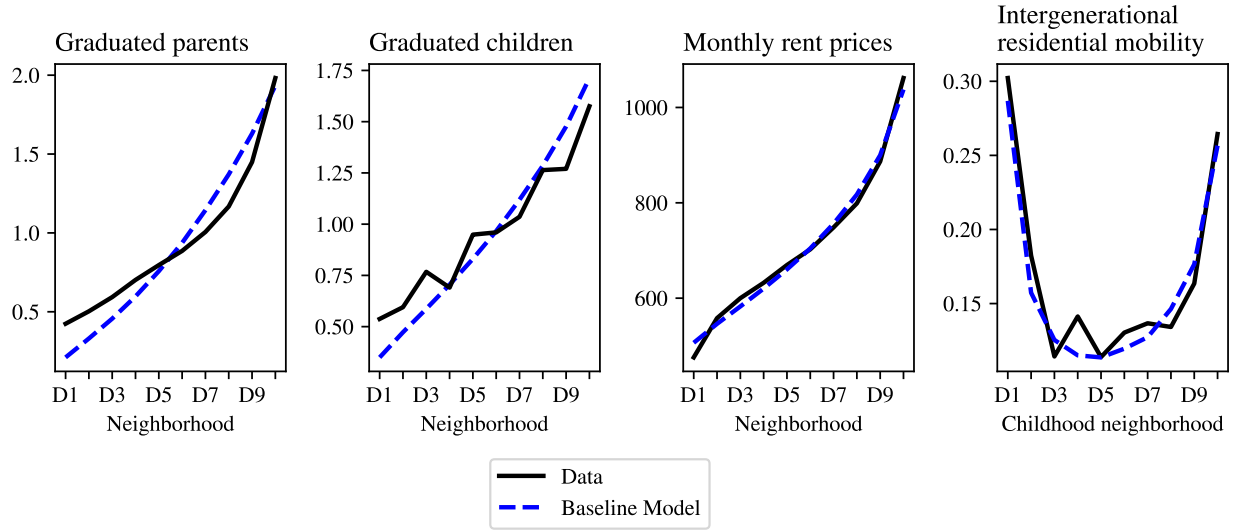 Graduated parents
2.0
1.5
1.0
0.5
D1 D3 D5 D7 D9
Neighborhood
Graduated children
1.75
1.50
1.25
1.00
0.75
0.50
D1 D3 D5 D7 D9
Neighborhood
Monthly rent prices
1000
800
600
D1 D3 D5 D7 D9
Neighborhood
Intergenerational
residential mobility
0.30
0.25
0.20
0.15
D1 D3 D5 D7 D9
Childhood neighborhood
Data
Baseline Model